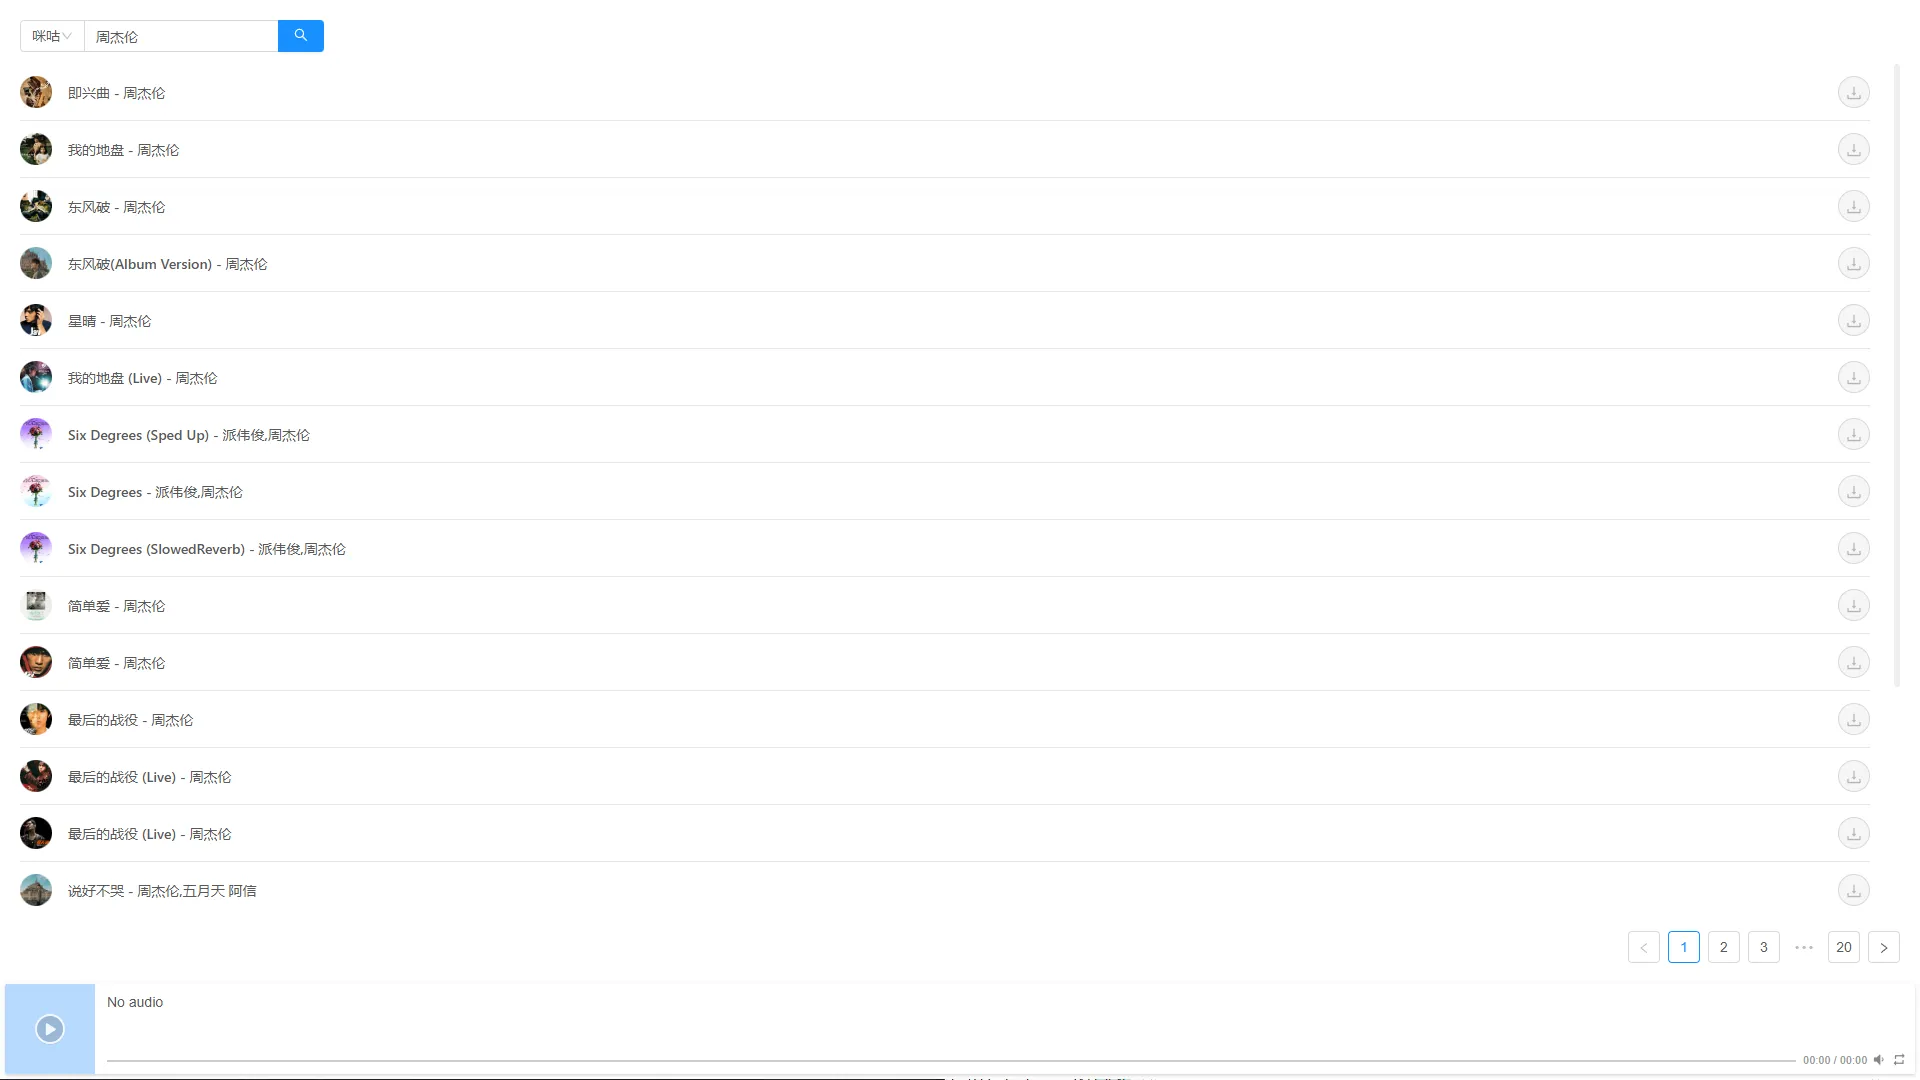 咪咕 周杰伦
即兴曲 - 周杰伦
我的地盘 - 周杰伦
东风破 - 周杰伦
东风破(Album Version) - 周杰伦
星晴 - 周杰伦
我的地盘 (Live) - 周杰伦
Six Degrees (Sped Up) - 派伟俊,周杰伦
Six Degrees - 派伟俊,周杰伦
Six Degrees (SlowedReverb) - 派伟俊,周杰伦
简单爱 - 周杰伦
简单爱 - 周杰伦
最后的战役 - 周杰伦
最后的战役 (Live) - 周杰伦
最后的战役 (Live) - 周杰伦
说好不哭 - 周杰伦,五月天 阿信
1 2 3 ••• 20
No audio
00:00 / 00:00